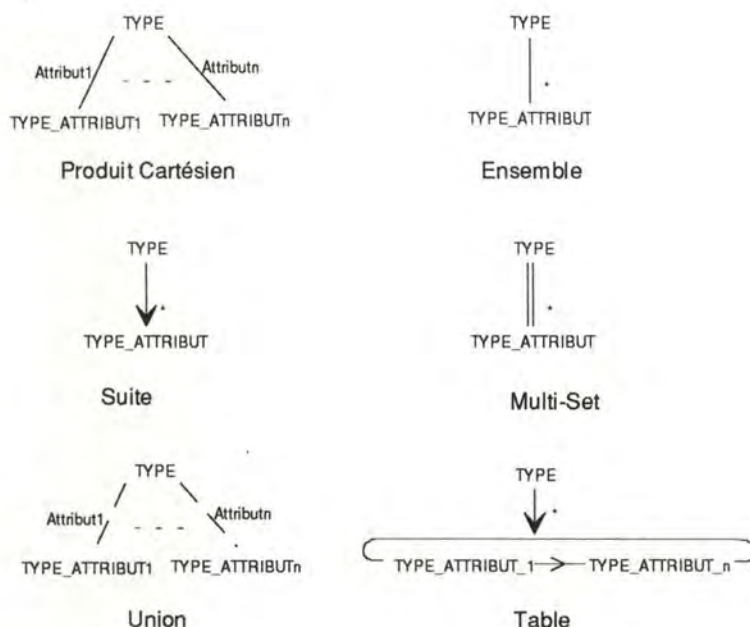 TYPE
Attribut1 - - - Attributn
TYPE_ATTRIBUT1 TYPE_ATTRIBUTn
Produit Cartésien
TYPE
*
TYPE_ATTRIBUT
Ensemble
TYPE
*
TYPE_ATTRIBUT
Suite
TYPE
*
TYPE_ATTRIBUT
Multi-Set
TYPE
Attribut1 - - - Attributn
TYPE_ATTRIBUT1 TYPE_ATTRIBUTn
Union
TYPE
*
TYPE_ATTRIBUT_1 TYPE_ATTRIBUT_n
Table